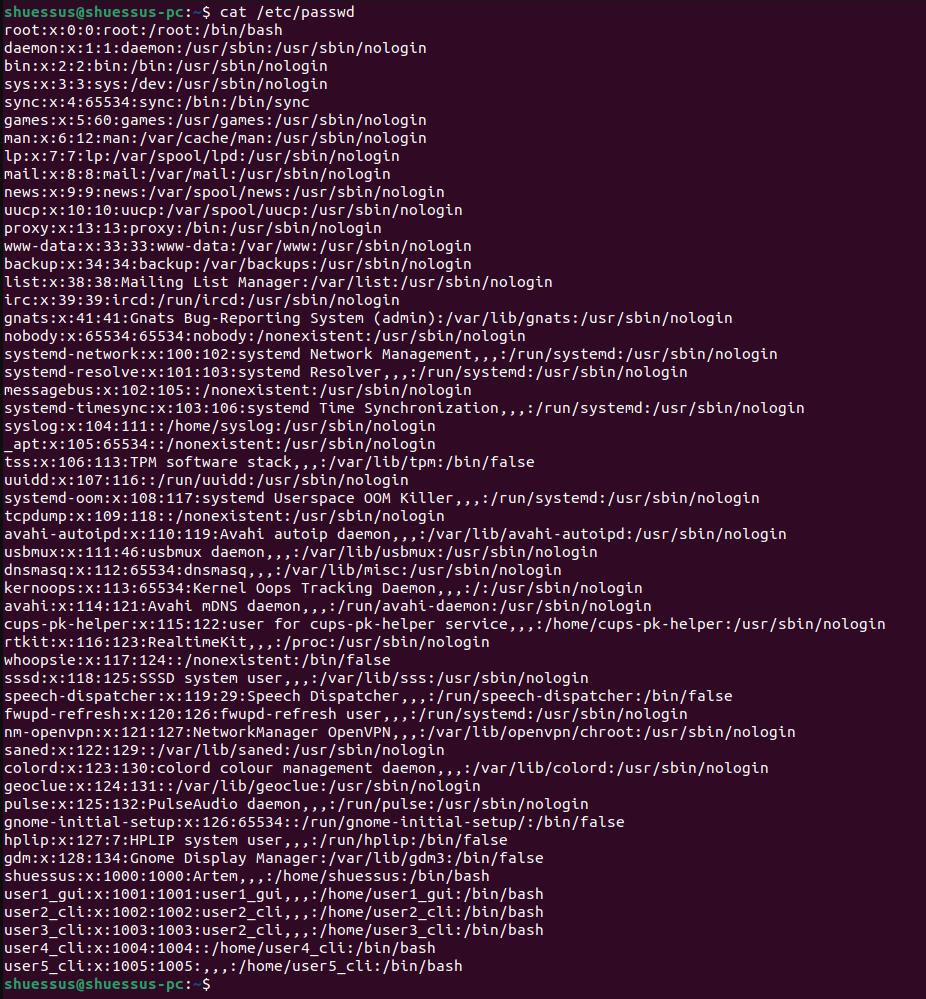 shuessus@shuessus-pc:~$ cat /etc/passwd
root:x:0:0:root:/root:/bin/bash
daemon:x:1:1:daemon:/usr/sbin:/usr/sbin/nologin
bin:x:2:2:bin:/bin:/usr/sbin/nologin
sys:x:3:3:sys:/dev:/usr/sbin/nologin
sync:x:4:65534:sync:/bin:/bin/sync
games:x:5:60:games:/usr/games:/usr/sbin/nologin
man:x:6:12:man:/var/cache/man:/usr/sbin/nologin
lp:x:7:7:lp:/var/spool/lpd:/usr/sbin/nologin
mail:x:8:8:mail:/var/mail:/usr/sbin/nologin
news:x:9:9:news:/var/spool/news:/usr/sbin/nologin
uucp:x:10:10:uucp:/var/spool/uucp:/usr/sbin/nologin
proxy:x:13:13:proxy:/bin:/usr/sbin/nologin
www-data:x:33:33:www-data:/var/www:/usr/sbin/nologin
backup:x:34:34:backup:/var/backups:/usr/sbin/nologin
list:x:38:38:Mailing List Manager:/var/list:/usr/sbin/nologin
irc:x:39:39:ircd:/run/ircd:/usr/sbin/nologin
gnats:x:41:41:Gnats Bug-Reporting System (admin):/var/lib/gnats:/usr/sbin/nologin
nobody:x:65534:65534:nobody:/nonexistent:/usr/sbin/nologin
systemd-network:x:100:102:systemd Network Management,,,:/run/systemd:/usr/sbin/nologin
systemd-resolve:x:101:103:systemd Resolver,,,:/run/systemd:/usr/sbin/nologin
messagebus:x:102:105::/nonexistent:/usr/sbin/nologin
systemd-timesync:x:103:106:systemd Time Synchronization,,,:/run/systemd:/usr/sbin/nologin
syslog:x:104:111::/home/syslog:/usr/sbin/nologin
_apt:x:105:65534::/nonexistent:/usr/sbin/nologin
tss:x:106:113:TPM software stack,,,:/var/lib/tpm:/bin/false
uuidd:x:107:116::/run/uuidd:/usr/sbin/nologin
systemd-oom:x:108:117:systemd Userspace OOM Killer,,,:/run/systemd:/usr/sbin/nologin
tcpdump:x:109:118::/nonexistent:/usr/sbin/nologin
avahi-autoipd:x:110:119:Avahi autoip daemon,,,:/var/lib/avahi-autoipd:/usr/sbin/nologin
usbmux:x:111:46:usbmux daemon,,,:/var/lib/usbmux:/usr/sbin/nologin
dnsmasq:x:112:65534:dnsmasq,,,:/var/lib/misc:/usr/sbin/nologin
kernoops:x:113:65534:Kernel Oops Tracking Daemon,,,:/:/usr/sbin/nologin
avahi:x:114:121:Avahi mDNS daemon,,,:/run/avahi-daemon:/usr/sbin/nologin
cups-pk-helper:x:115:122:user for cups-pk-helper service,,,:/home/cups-pk-helper:/usr/sbin/nologin
rtkit:x:116:123:RealtimeKit,,,:/proc:/usr/sbin/nologin
whoopsie:x:117:124::/nonexistent:/bin/false
sssd:x:118:125:SSSD system user,,,:/var/lib/sss:/usr/sbin/nologin
speech-dispatcher:x:119:29:Speech Dispatcher,,,:/run/speech-dispatcher:/bin/false
fwupd-refresh:x:120:126:fwupd-refresh user,,,:/run/systemd:/usr/sbin/nologin
nm-openvpn:x:121:127:NetworkManager OpenVPN,,,:/var/lib/openvpn/chroot:/usr/sbin/nologin
saned:x:122:129::/var/lib/saned:/usr/sbin/nologin
colord:x:123:130:colord colour management daemon,,,:/var/lib/colord:/usr/sbin/nologin
geoclue:x:124:131::/var/lib/geoclue:/usr/sbin/nologin
pulse:x:125:132:PulseAudio daemon,,,:/run/pulse:/usr/sbin/nologin
gnome-initial-setup:x:126:65534::/run/gnome-initial-setup/:/bin/false
hplip:x:127:7:HPLIP system user,,,:/run/hplip:/bin/false
gdm:x:128:134:Gnome Display Manager:/var/lib/gdm3:/bin/false
shuessus:x:1000:1000:Artem,,,:/home/shuessus:/bin/bash
user1_gui:x:1001:1001:user1_gui,,,:/home/user1_gui:/bin/bash
user2_cli:x:1002:1002:user2_cli,,,:/home/user2_cli:/bin/bash
user3_cli:x:1003:1003:user2_cli,,,:/home/user3_cli:/bin/bash
user4_cli:x:1004:1004::/home/user4_cli:/bin/bash
user5_cli:x:1005:1005:,,,:/home/user5_cli:/bin/bash
shuessus@shuessus-pc:~$